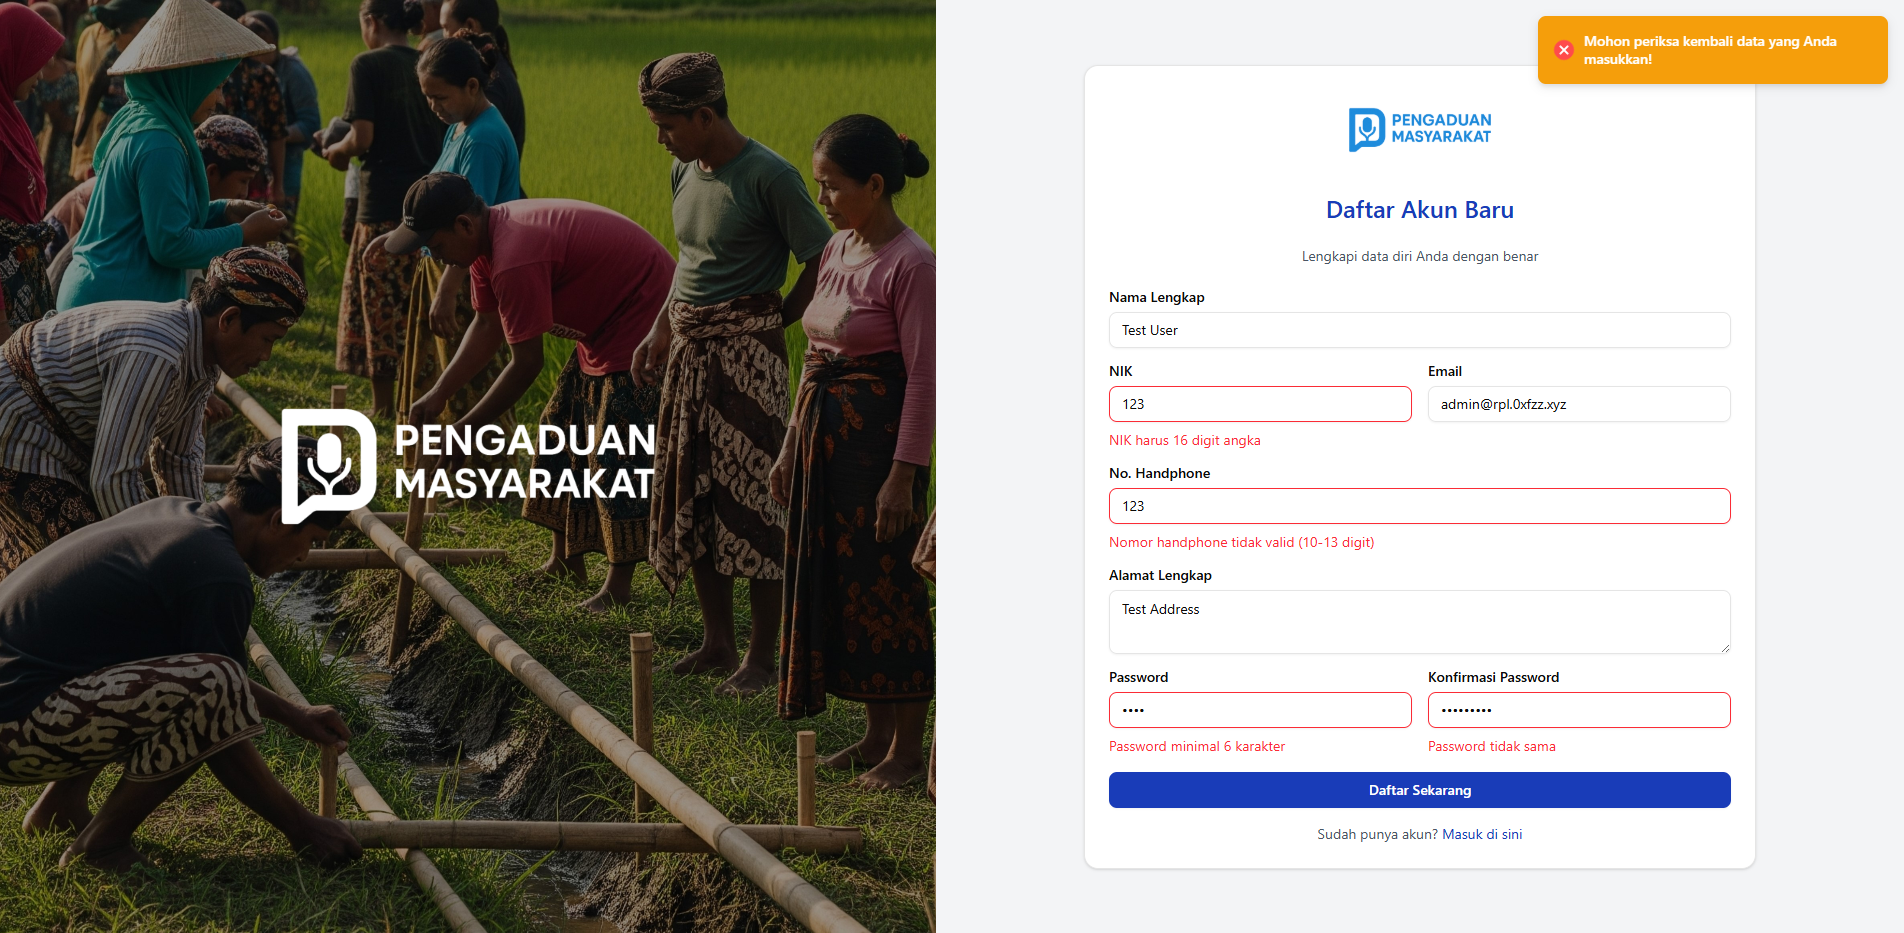 PENGADUAN
MASYARAKAT
Mohon periksa kembali data yang Anda
masukkan!
PENGADUAN
MASYARAKAT
Daftar Akun Baru
Lengkapi data diri Anda dengan benar
Nama Lengkap
Test User
NIK
123
NIK harus 16 digit angka
Email
admin@rpl.0xfzz.xyz
No. Handphone
123
Nomor handphone tidak valid (10-13 digit)
Alamat Lengkap
Test Address
Password
••••
Password minimal 6 karakter
Konfirmasi Password
•••••••••
Password tidak sama
Daftar Sekarang
Sudah punya akun? Masuk di sini